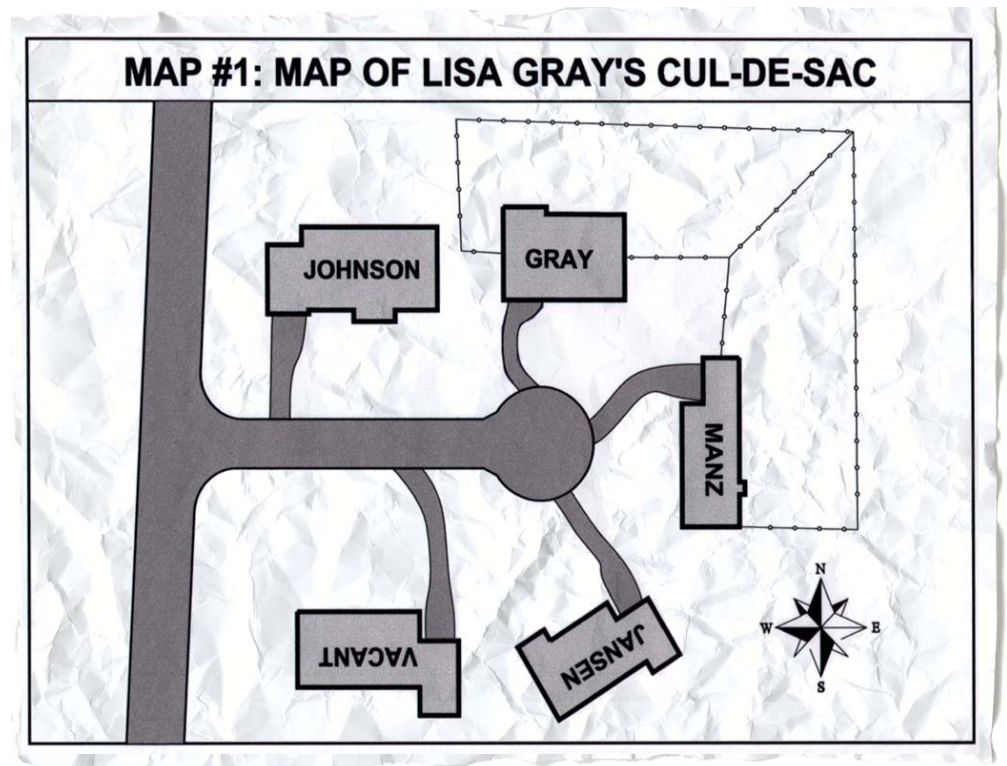 MAP #1: MAP OF LISA GRAY'S CUL-DE-SAC
JOHNSON
GRAY
MANZ
N
W
E
S
VACANT
JANSEN